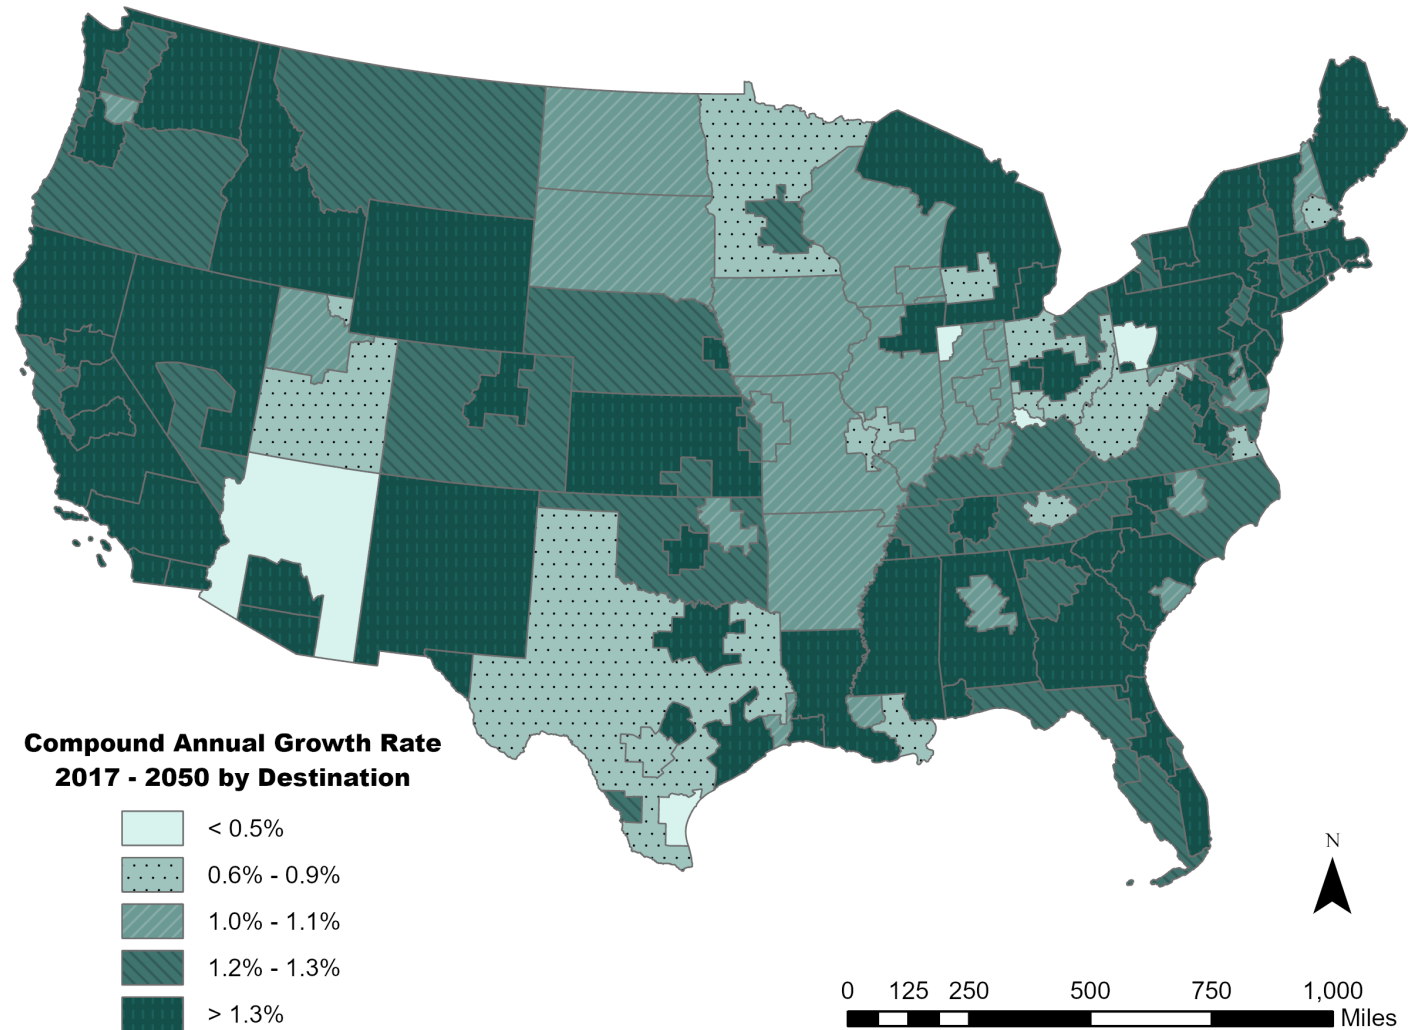 Compound Annual Growth Rate
2017 - 2050 by Destination
< 0.5%
0.6% - 0.9%
1.0% - 1.1%
1.2% - 1.3%
> 1.3%
N
0 125 250 500 750 1,000
Miles